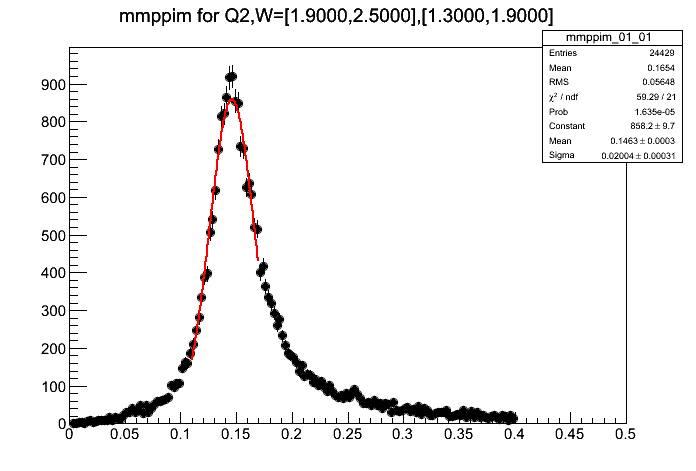 mmppim for Q2,W=[1.9000,2.5000],[1.3000,1.9000]
mmppim_01_01
Entries 24429
Mean 0.1654
RMS 0.05648
χ² / ndf 59.29 / 21
Prob 1.635e-05
Constant 858.2 ± 9.7
Mean 0.1463 ± 0.0003
Sigma 0.02004 ± 0.00031
900
800
700
600
500
400
300
200
100
0
0 0.05 0.1 0.15 0.2 0.25 0.3 0.35 0.4 0.45 0.5